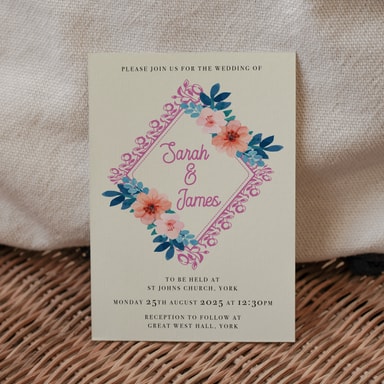 PLEASE JOIN US FOR THE WEDDING OF
Sarah
&
James
TO BE HELD AT
ST JOHNS CHURCH, YORK
MONDAY 25TH AUGUST 2025 AT 12:30PM
RECEPTION TO FOLLOW AT
GREAT WEST HALL, YORK